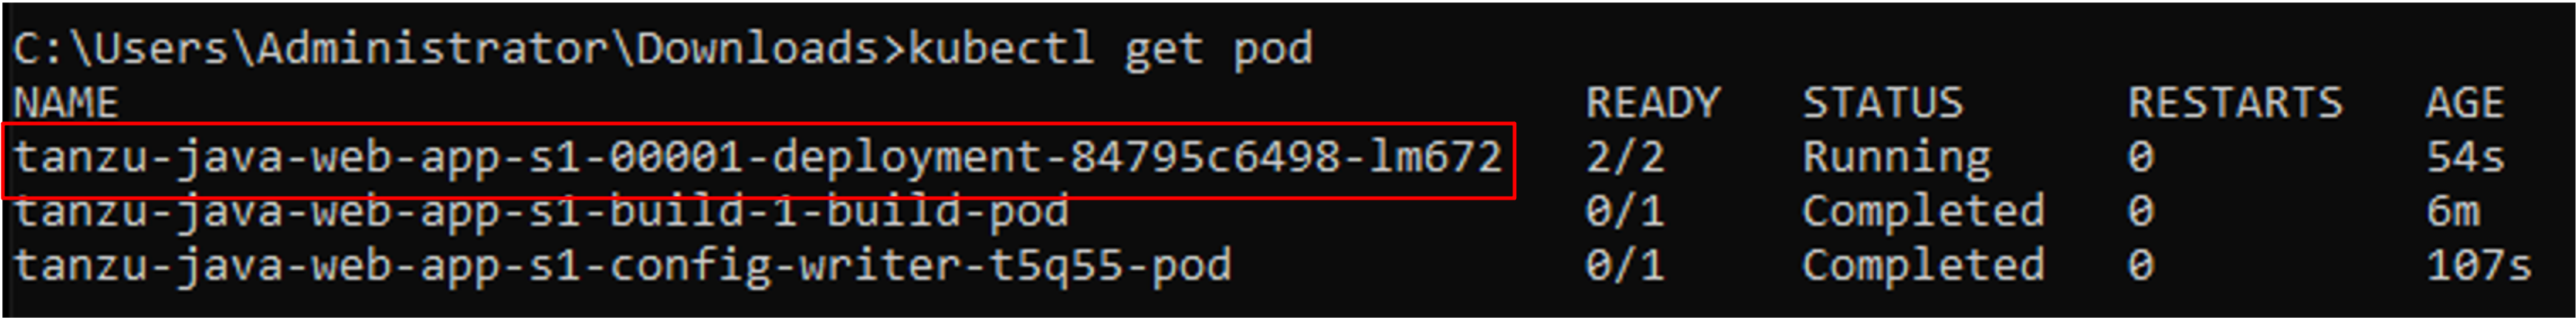 C:\Users\Administrator\Downloads>kubectl get pod
NAME READY STATUS RESTARTS AGE
tanzu-java-web-app-s1-00001-deployment-84795c6498-lm672 2/2 Running 0 54s
tanzu-java-web-app-s1-build-1-build-pod 0/1 Completed 0 6m
tanzu-java-web-app-s1-config-writer-t5q55-pod 0/1 Completed 0 107s